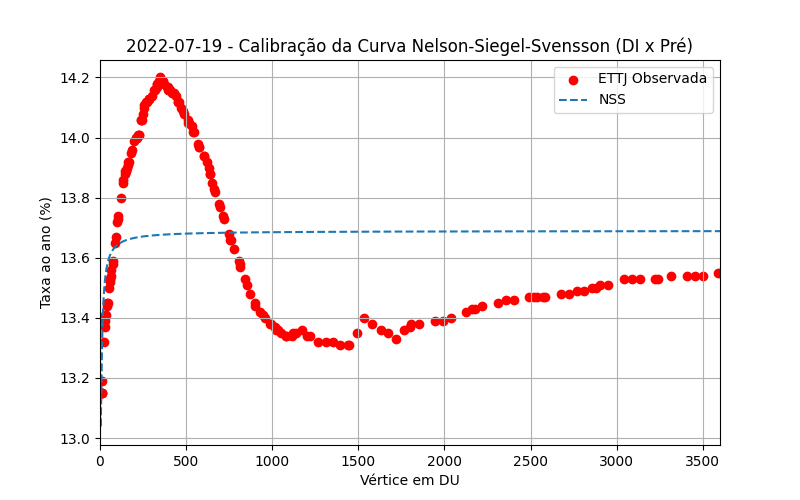 2022-07-19 - Calibração da Curva Nelson-Siegel-Svensson (DI x Pré)
ETTJ Observada
NSS
Taxa ao ano (%)
14.2
14.0
13.8
13.6
13.4
13.2
13.0
0 500 1000 1500 2000 2500 3000 3500
Vértice em DU